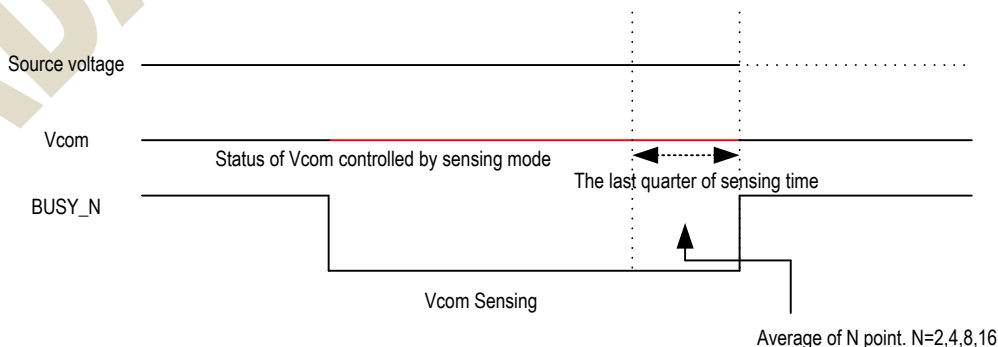 Source voltage
Vcom
Status of Vcom controlled by sensing mode
The last quarter of sensing time
BUSY_N
Vcom Sensing
Average of N point. N=2,4,8,16